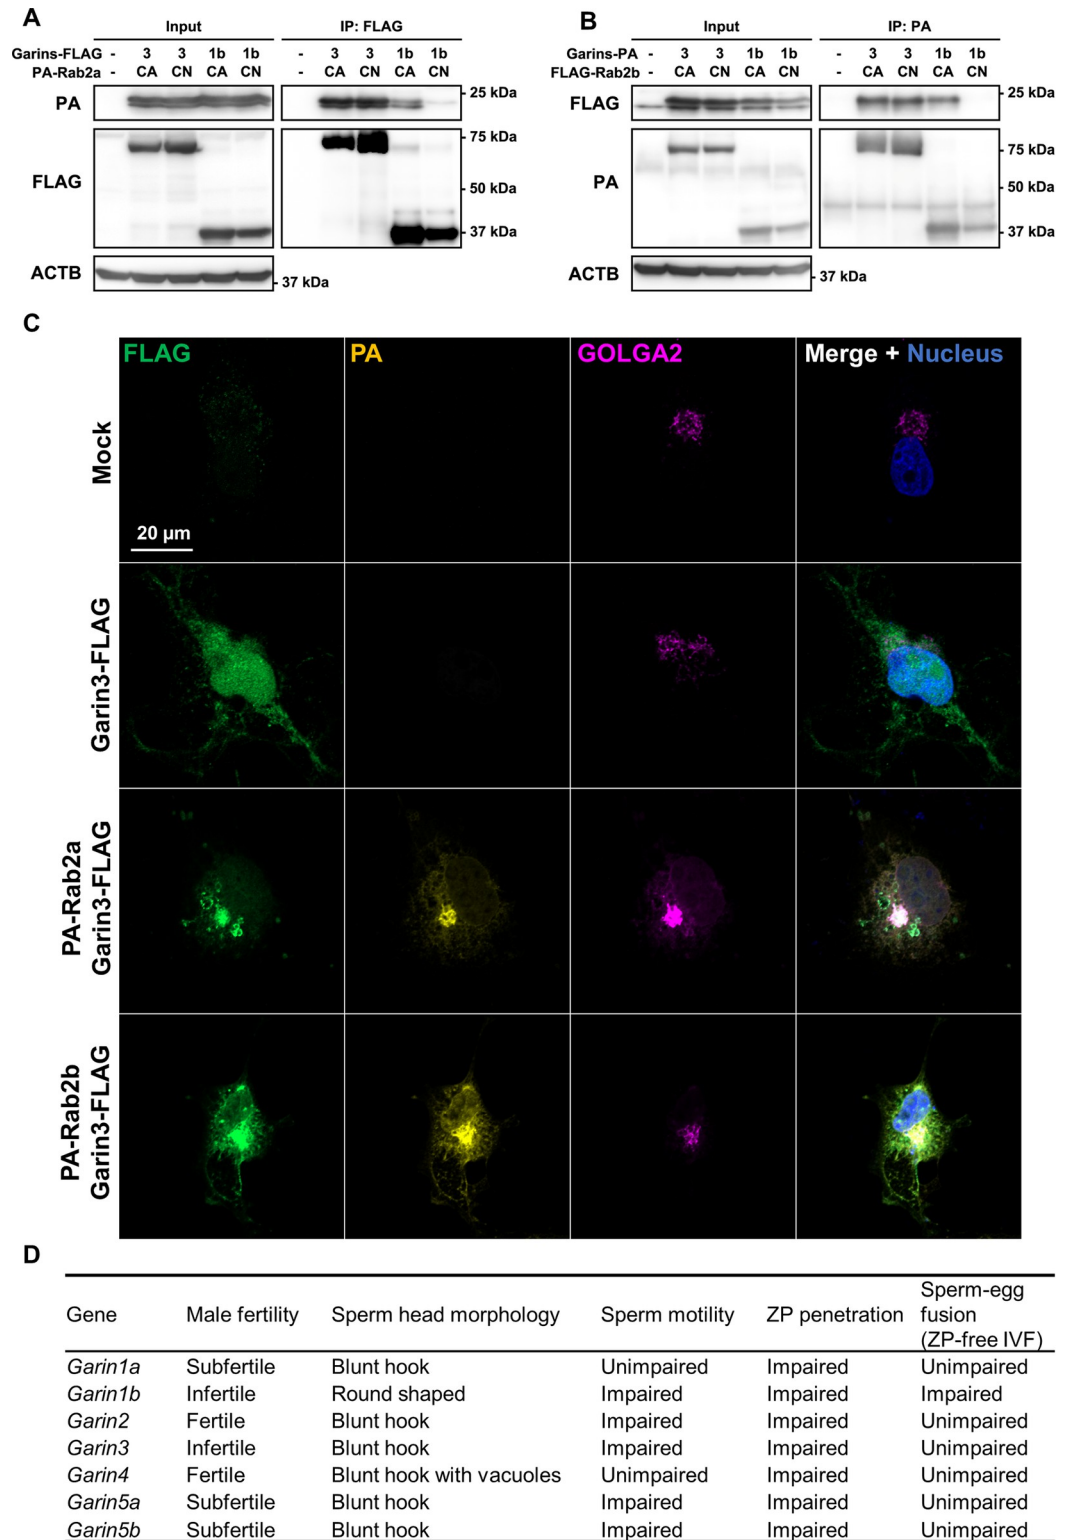 A
Input IP: FLAG
Garins-FLAG - 3 3 1b 1b - 3 3 1b 1b
PA-Rab2a - CA CN CA CN - CA CN CA CN
PA
25 kDa
75 kDa
FLAG
50 kDa
37 kDa
ACTB
37 kDa
B
Input IP: PA
Garins-PA - 3 3 1b 1b - 3 3 1b 1b
FLAG-Rab2b - CA CN CA CN - CA CN CA CN
FLAG
25 kDa
75 kDa
PA
50 kDa
37 kDa
ACTB
37 kDa
C
FLAG PA GOLGA2 Merge + Nucleus
Mock
20 µm
Garin3-FLAG
PA-Rab2a
Garin3-FLAG
PA-Rab2b
Garin3-FLAG
D
Gene Male fertility Sperm head morphology Sperm motility ZP penetration Sperm-egg
fusion
(ZP-free IVF)
Garin1a Subfertile Blunt hook Unimpaired Impaired Unimpaired
Garin1b Infertile Round shaped Impaired Impaired Impaired
Garin2 Fertile Blunt hook Impaired Impaired Unimpaired
Garin3 Infertile Blunt hook Impaired Impaired Unimpaired
Garin4 Fertile Blunt hook with vacuoles Unimpaired Impaired Unimpaired
Garin5a Subfertile Blunt hook Impaired Impaired Unimpaired
Garin5b Subfertile Blunt hook Impaired Impaired Unimpaired